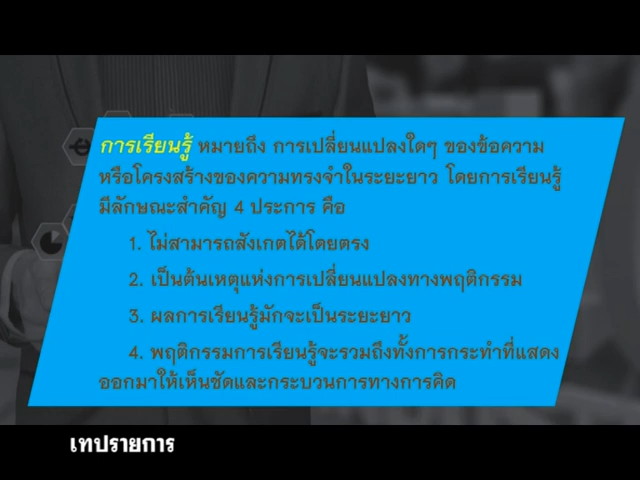 การเรียนรู้ หมายถึง การเปลี่ยนแปลงใดๆ ของข้อความ
หรือโครงสร้างของความทรงจำในระยะยาว โดยการเรียนรู้
มีลักษณะสำคัญ 4 ประการ คือ
1. ไม่สามารถสังเกตได้โดยตรง
2. เป็นต้นเหตุแห่งการเปลี่ยนแปลงทางพฤติกรรม
3. ผลการเรียนรู้มักจะเป็นระยะยาว
4. พฤติกรรมการเรียนรู้จะรวมถึงทั้งการกระทำที่แสดง
ออกมาให้เห็นชัดและกระบวนการทางการคิด
เทปรายการ